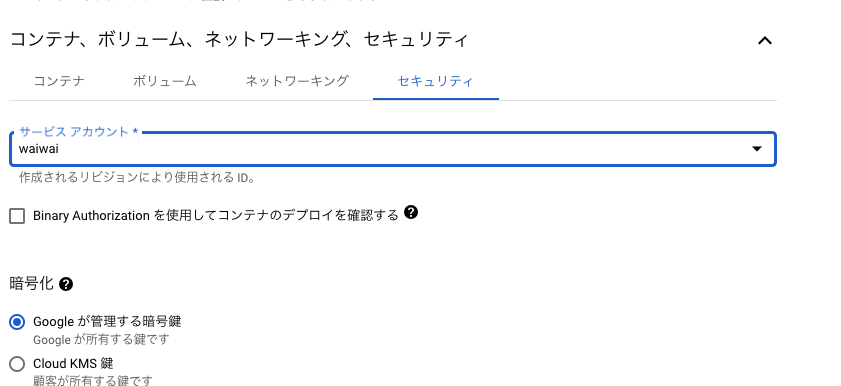 コンテナ、ボリューム、ネットワーキング、セキュリティ
コンテナ ボリューム ネットワーキング セキュリティ
サービス アカウント *
waiwai
作成されるリビジョンにより使用される ID。
Binary Authorization を使用してコンテナのデプロイを確認する
暗号化
Google が管理する暗号鍵
Google が所有する鍵です
Cloud KMS 鍵
顧客が所有する鍵です